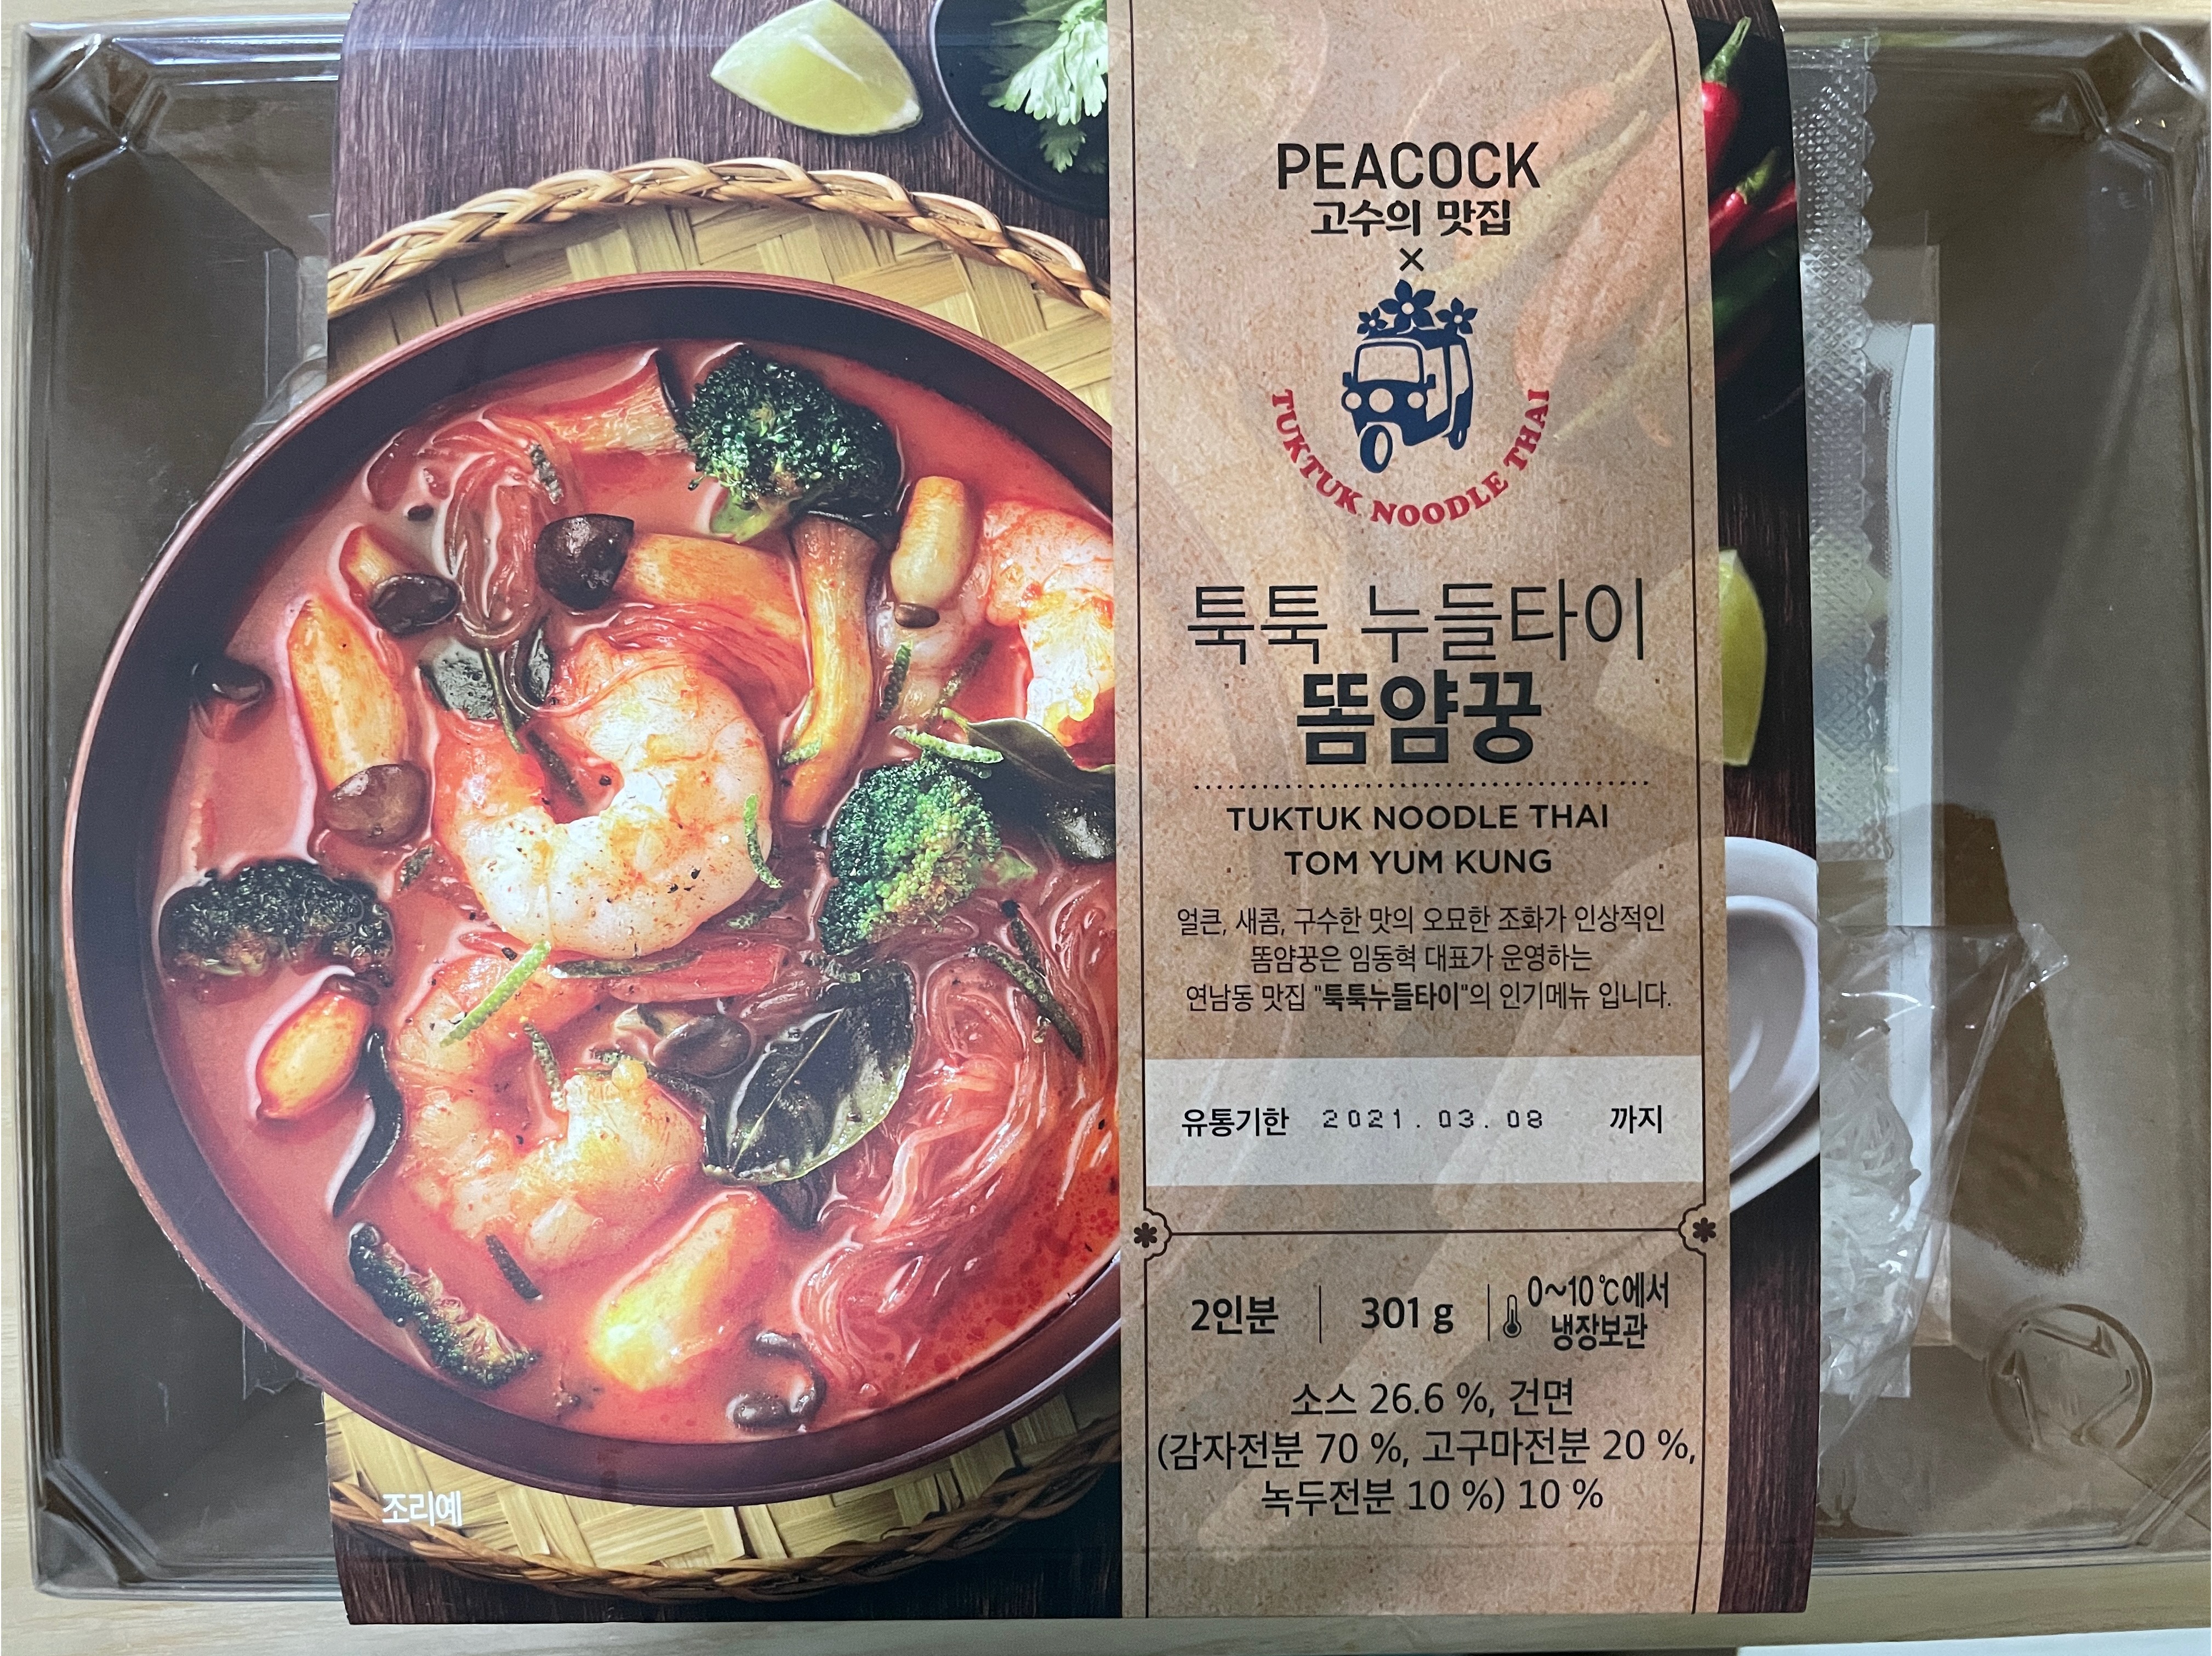 PEACOCK
고수의 맛집
×
TUKTUK NOODLE THAI
툭툭 누들타이
똠얌꿍
TUKTUK NOODLE THAI
TOM YUM KUNG
얼큰, 새콤, 구수한 맛의 오묘한 조화가 인상적인
똠얌꿍은 임동혁 대표가 운영하는
연남동 맛집 "툭툭누들타이"의 인기메뉴 입니다.
유통기한 2021.03.08 까지
2인분 | 301 g | 0~10 ℃에서
냉장보관
소스 26.6 %, 건면
(감자전분 70 %, 고구마전분 20 %,
녹두전분 10 %) 10 %
조리예